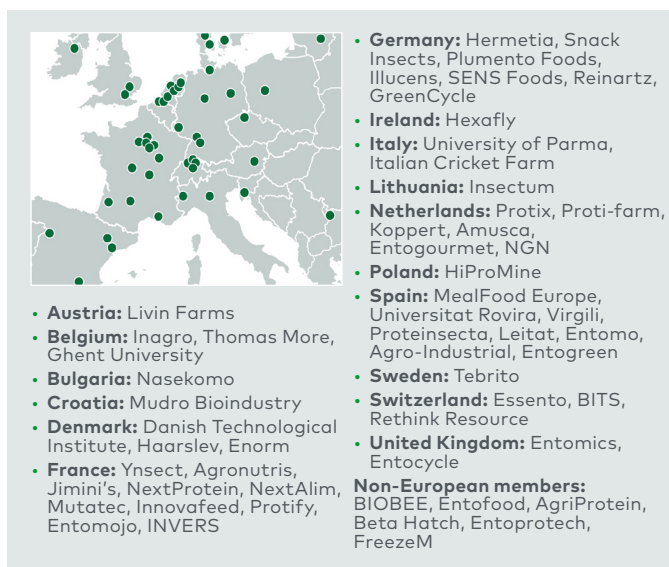 • Austria: Livin Farms
• Belgium: Inagro, Thomas More,
Ghent University
• Bulgaria: Nasekomo
• Croatia: Mudro Bioindustry
• Denmark: Danish Technological
Institute, Haarslev, Enorm
• France: Ynsect, Agronutris,
Jimini's, NextProtein, NextAlim,
Mutatec, Innovafeed, Protify,
Entomojo, INVERS
• Germany: Hermetia, Snack
Insects, Plumento Foods,
Illucens, SENS Foods, Reinartz,
GreenCycle
• Ireland: Hexafly
• Italy: University of Parma,
Italian Cricket Farm
• Lithuania: Insectum
• Netherlands: Protix, Proti-farm,
Koppert, Amusca,
Entogourmet, NGN
• Poland: HiProMine
• Spain: MealFood Europe,
Universitat Rovira, Virgili,
Proteinsecta, Leitat, Entomo,
Agro-Industrial, Entogreen
• Sweden: Tebrito
• Switzerland: Essento, BITS,
Rethink Resource
• United Kingdom: Entomics,
Entocycle
Non-European members:
BIOBEE, Entofood, AgriProtein,
Beta Hatch, Entoprotech,
FreezeM